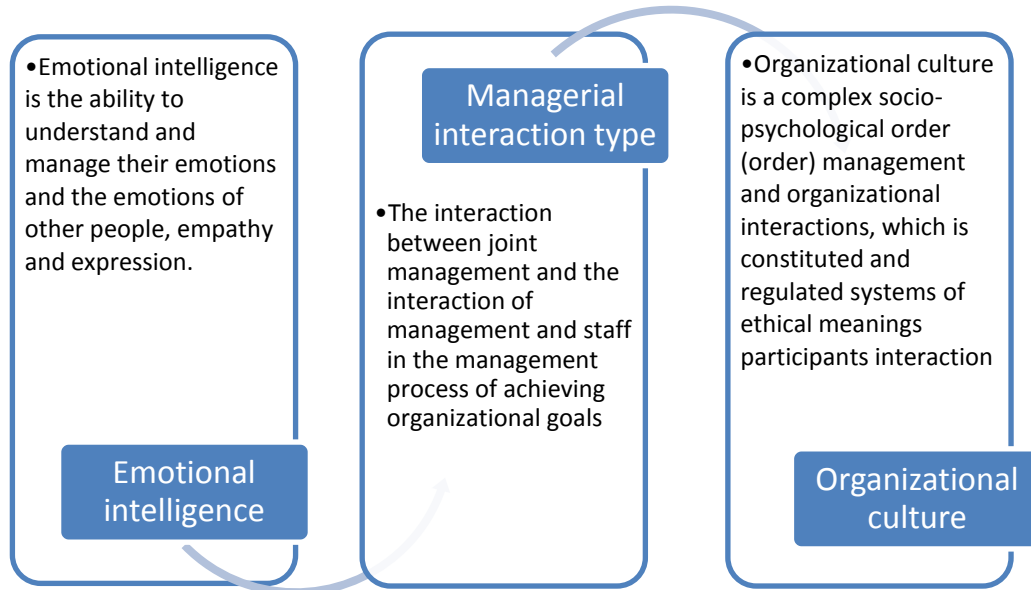 •Emotional intelligence
is the ability to
understand and
manage their emotions
and the emotions of
other people, empathy
and expression.
Emotional
intelligence
Managerial
interaction type
•The interaction
between joint
management and the
interaction of
management and staff
in the management
process of achieving
organizational goals
•Organizational culture
is a complex socio-
psychological order
(order) management
and organizational
interactions, which is
constituted and
regulated systems of
ethical meanings
participants interaction
Organizational
culture